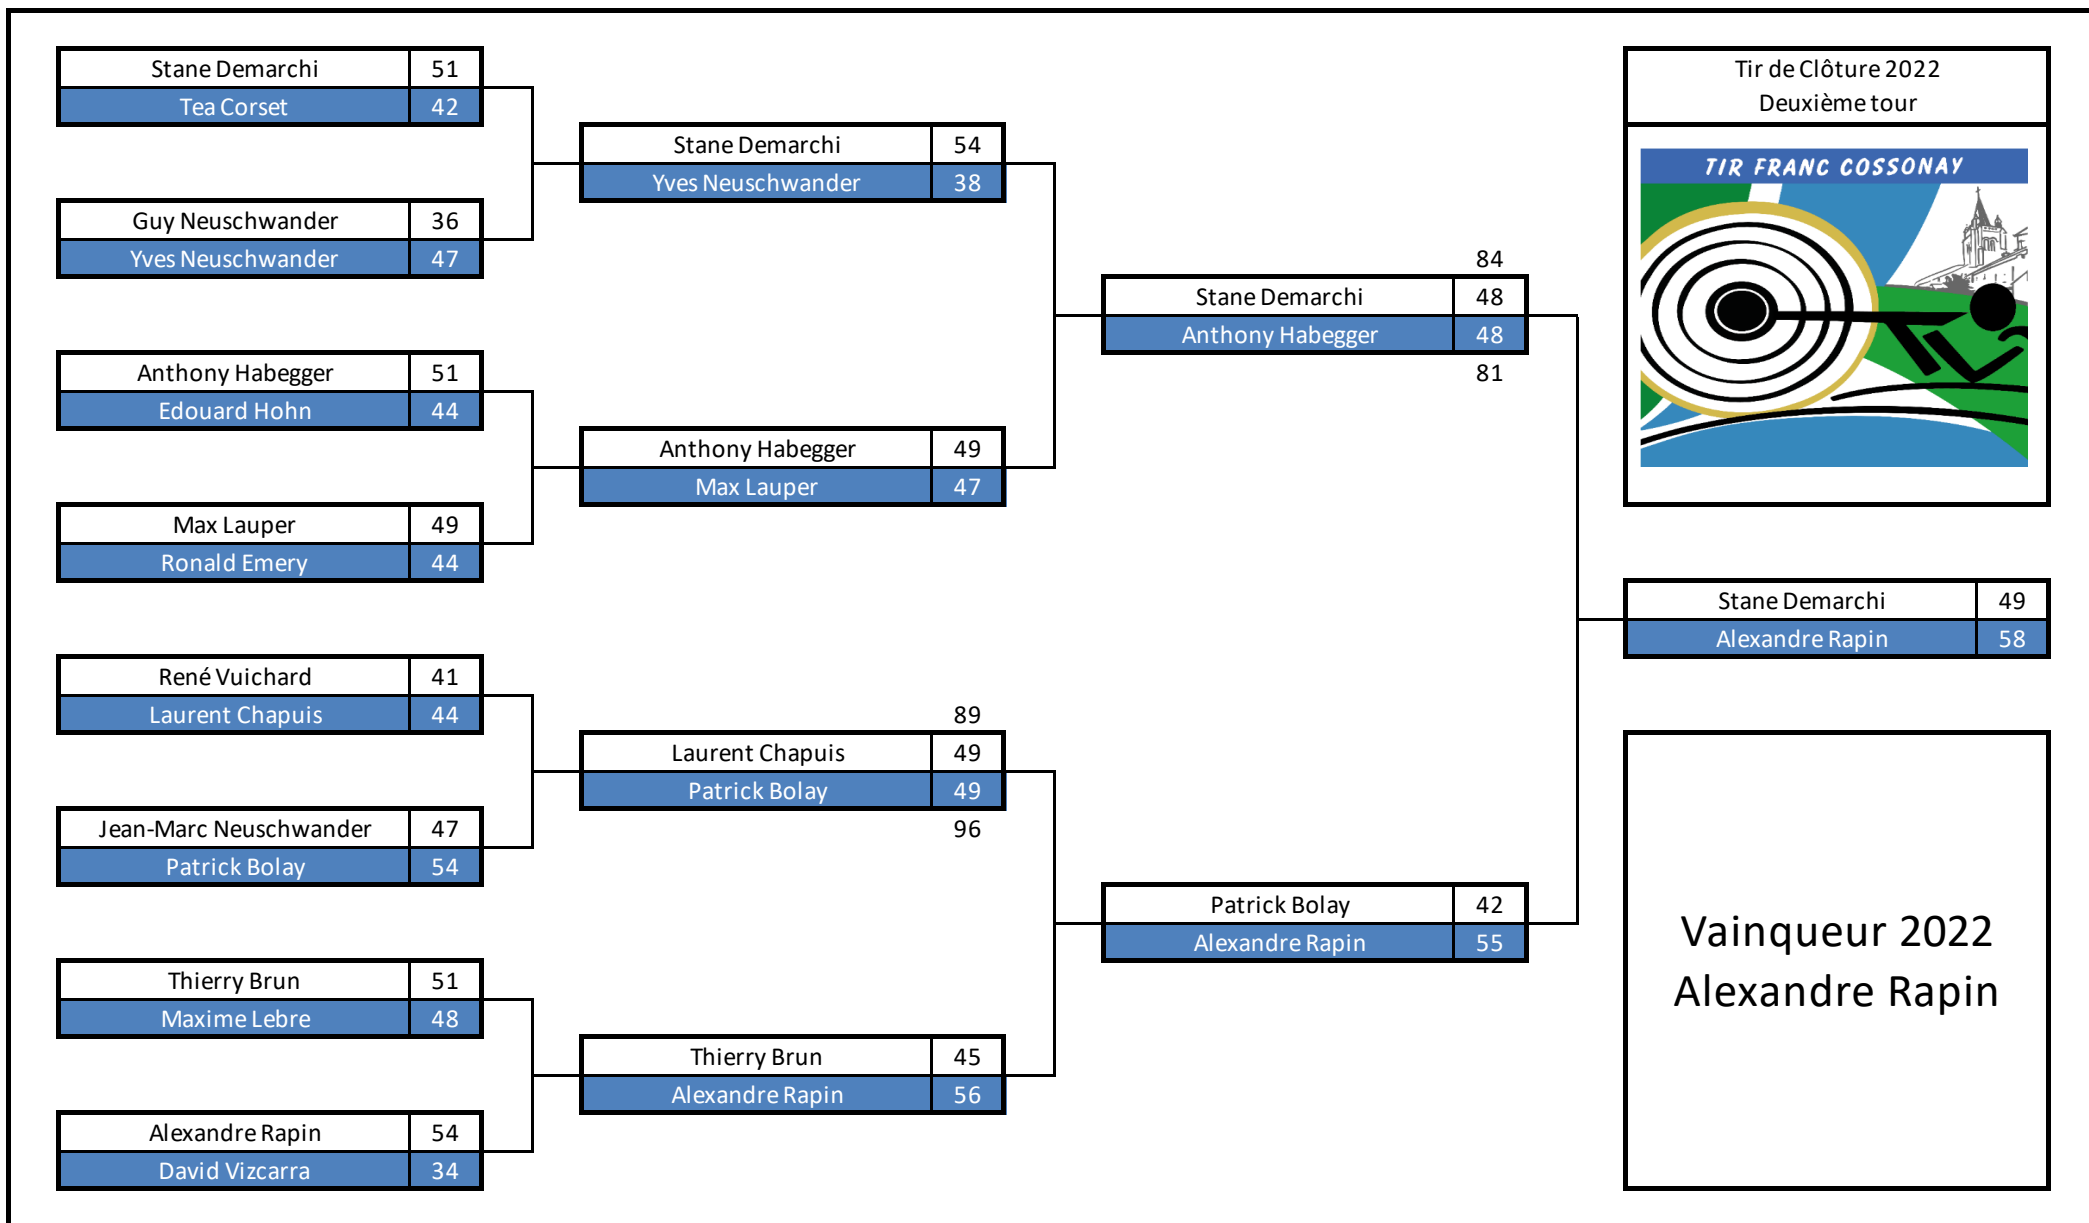 Stane Demarchi 51
Tea Corset 42
Guy Neuschwander 36
Yves Neuschwander 47
Anthony Habegger 51
Edouard Hohn 44
Max Lauper 49
Ronald Emery 44
René Vuichard 41
Laurent Chapuis 44
Jean-Marc Neuschwander 47
Patrick Bolay 54
Thierry Brun 51
Maxime Lebre 48
Alexandre Rapin 54
David Vizcarra 34
Stane Demarchi 54
Yves Neuschwander 38
Anthony Habegger 49
Max Lauper 47
89
Laurent Chapuis 49
Patrick Bolay 49
96
Thierry Brun 45
Alexandre Rapin 56
84
Stane Demarchi 48
Anthony Habegger 48
81
Patrick Bolay 42
Alexandre Rapin 55
Tir de Clôture 2022
Deuxième tour
TIR FRANC COSSONAY
Stane Demarchi 49
Alexandre Rapin 58
Vainqueur 2022
Alexandre Rapin